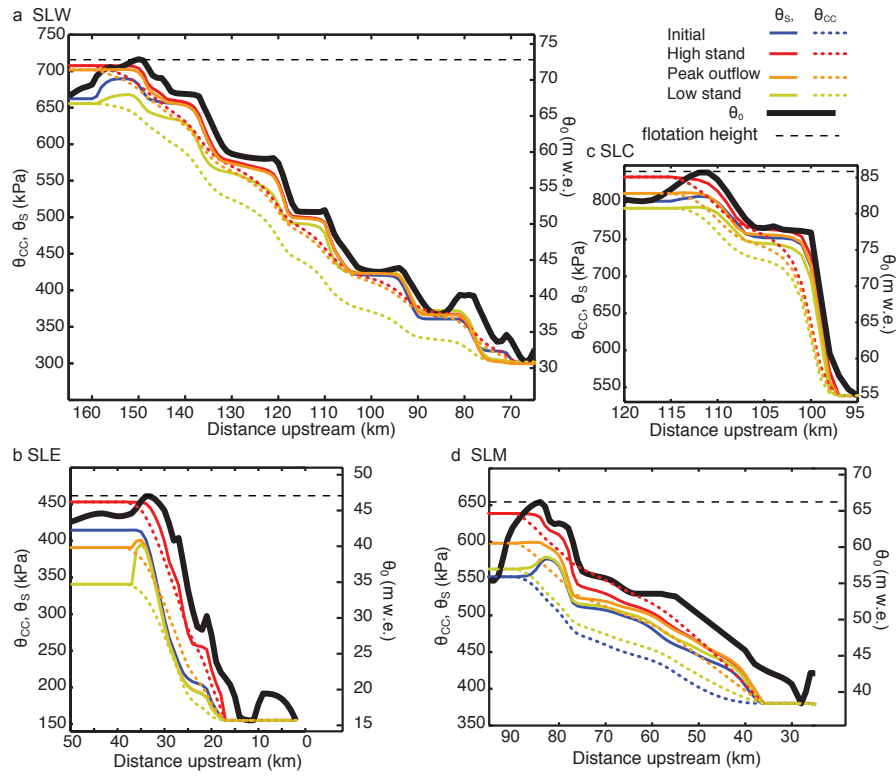 a SLW
θCC, θS (kPa)
750
700
650
600
550
500
450
400
350
300
160 150 140 130 120 110 100 90 80 70
Distance upstream (km)
θ0 (m w.e.)
75
70
65
60
55
50
45
40
35
30
θS, θCC
Initial
High stand
Peak outflow
Low stand
θ0
flotation height
c SLC
θCC, θS (kPa)
800
750
700
650
600
550
120 115 110 105 100 95
Distance upstream (km)
θ0 (m w.e.)
85
80
75
70
65
60
55
b SLE
θCC, θS (kPa)
450
400
350
300
250
200
150
50 40 30 20 10 0
Distance upstream (km)
θ0 (m w.e.)
50
45
40
35
30
25
20
15
d SLM
θCC, θS (kPa)
650
600
550
500
450
400
350
90 80 70 60 50 40 30
Distance upstream (km)
θ0 (m w.e.)
70
65
60
55
50
45
40